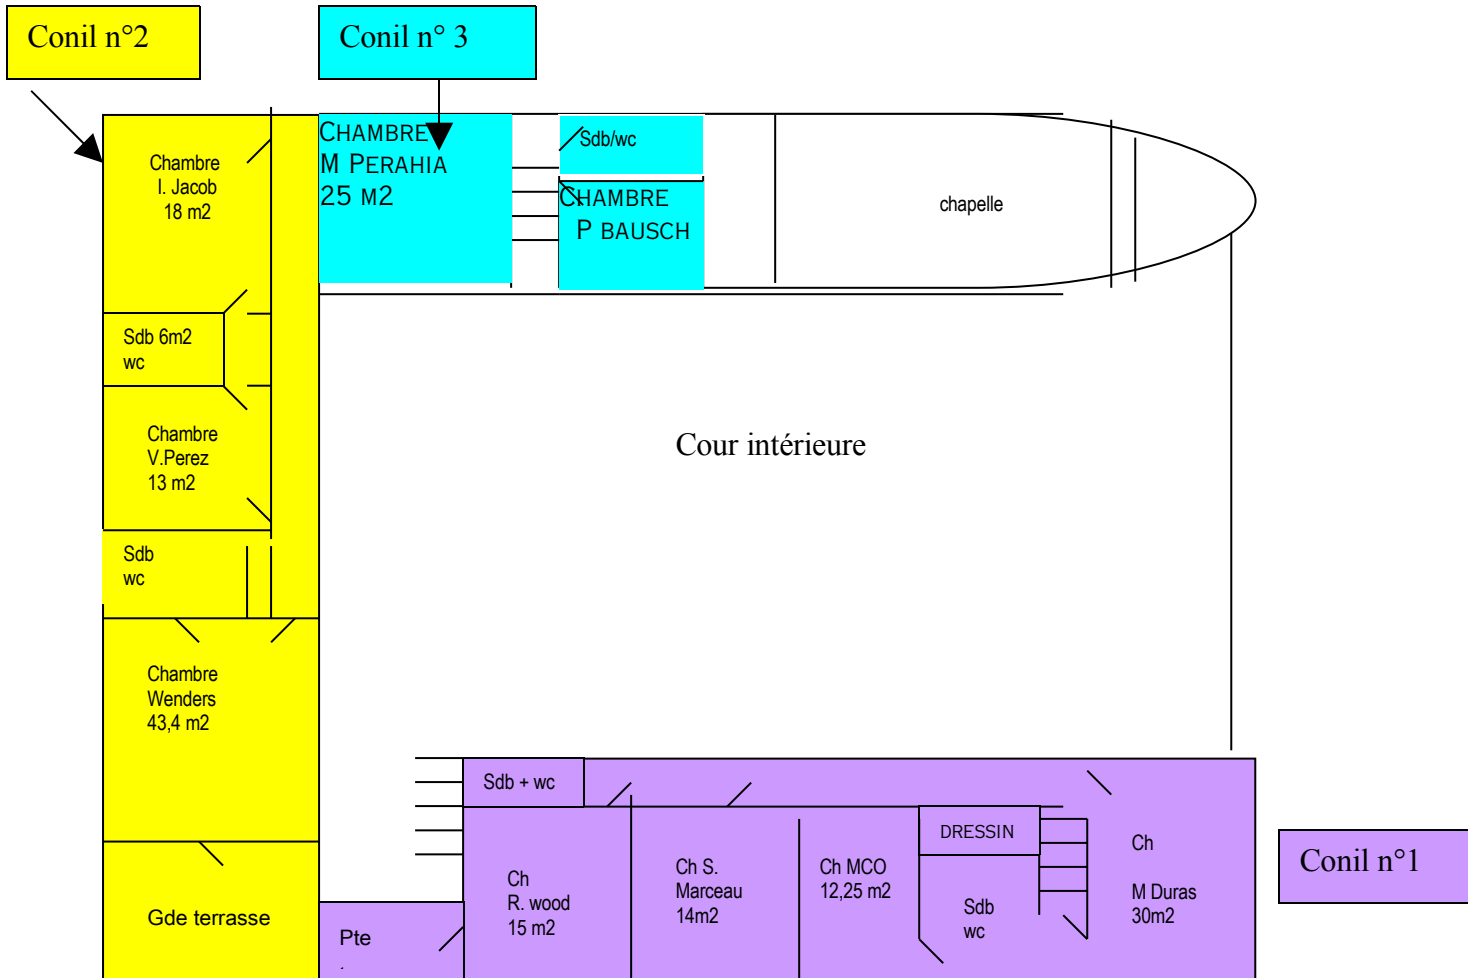 Conil n°2
Conil n° 3
CHAMBRE
M PERAHIA
25 M2
Sdb/wc
CHAMBRE
P BAUSCH
chapelle
Chambre
I. Jacob
18 m2
Sdb 6m2
wc
Chambre
V.Perez
13 m2
Sdb
wc
Cour intérieure
Chambre
Wenders
43,4 m2
Gde terrasse
Pte
.
Sdb + wc
Ch
R. wood
15 m2
Ch S.
Marceau
14m2
Ch MCO
12,25 m2
DRESSIN
Sdb
wc
Ch
M Duras
30m2
Conil n°1